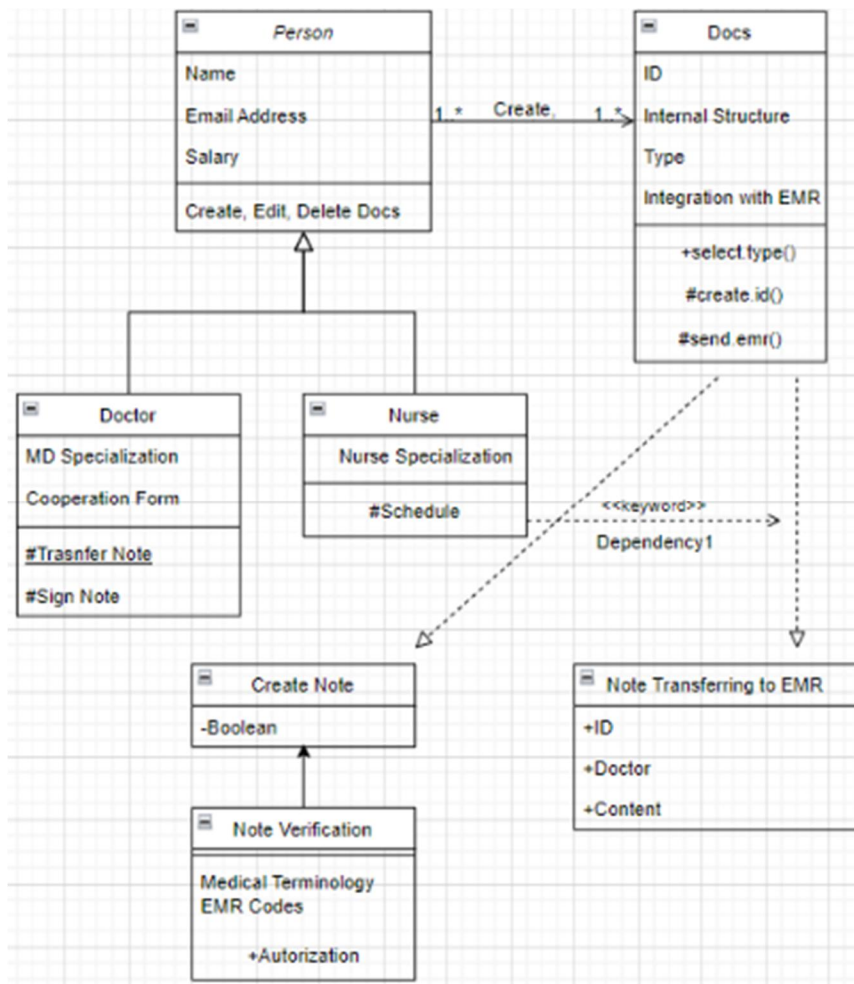 Person
Name
Email Address
Salary
Create, Edit, Delete Docs
1..* Create, 1..*
Docs
ID
Internal Structure
Type
Integration with EMR
+select.type()
#create.id()
#send.emr()
Doctor
MD Specialization
Cooperation Form
#Trasnfer Note
#Sign Note
Nurse
Nurse Specialization
#Schedule
<<keyword>>
Dependency1
Create Note
-Boolean
Note Transferring to EMR
+ID
+Doctor
+Content
Note Verification
Medical Terminology
EMR Codes
+Autorization